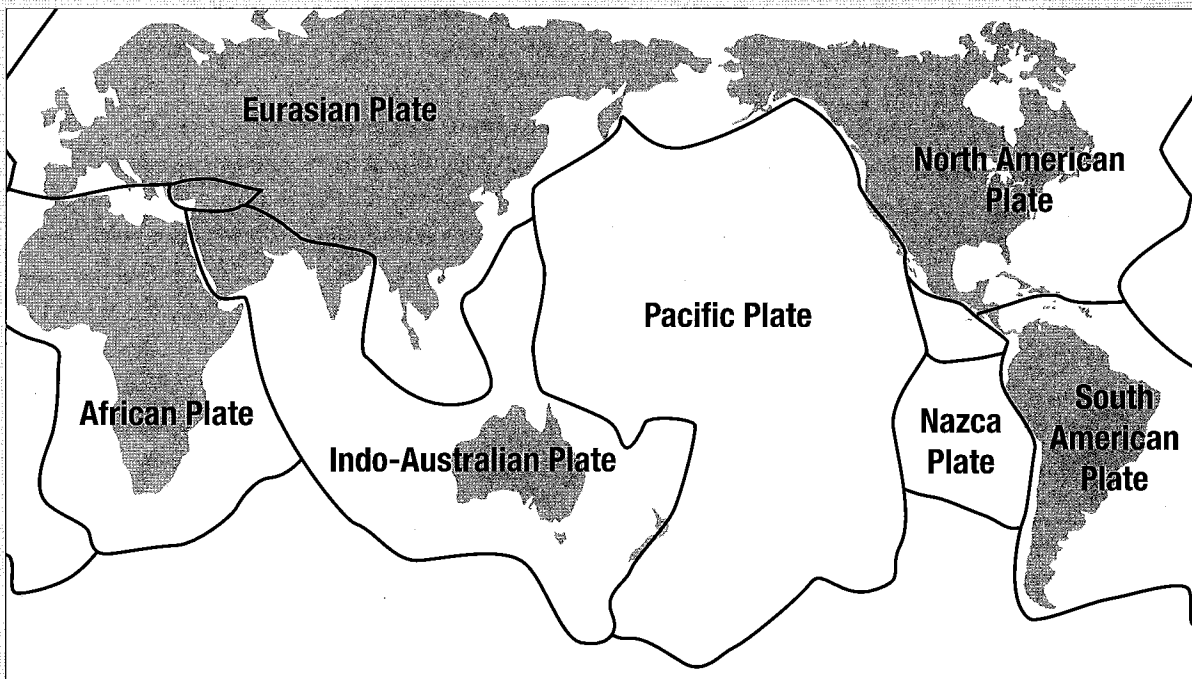 Eurasian Plate
North American
Plate
Pacific Plate
African Plate
Indo-Australian Plate
Nazca
Plate
South
American
Plate